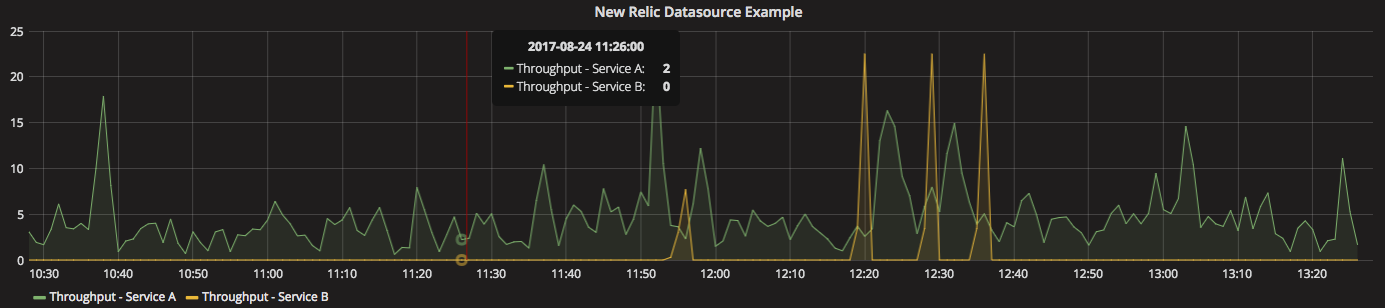 New Relic Datasource Example
25
20
15
10
5
0
2017-08-24 11:26:00
Throughput - Service A: 2
Throughput - Service B: 0
10:30 10:40 10:50 11:00 11:10 11:20 11:30 11:40 11:50 12:00 12:10 12:20 12:30 12:40 12:50 13:00 13:10 13:20
Throughput - Service A Throughput - Service B